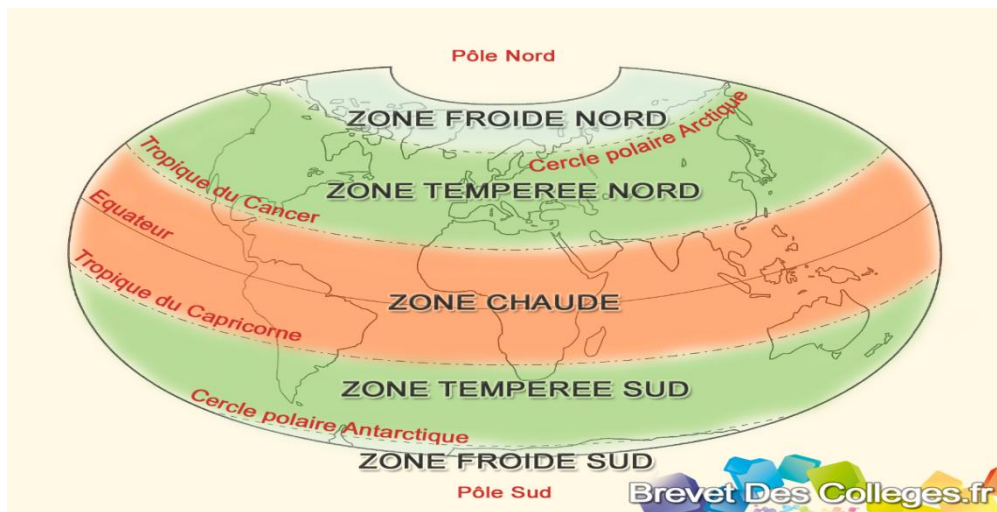 Pôle Nord
ZONE FROIDE NORD
Cercle polaire Arctique
Tropique du Cancer
ZONE TEMPEREE NORD
Equateur
Tropique du Capricorne
ZONE CHAUDE
ZONE TEMPEREE SUD
Cercle polaire Antarctique
ZONE FROIDE SUD
Pôle Sud
Brevet Des Colleges.fr